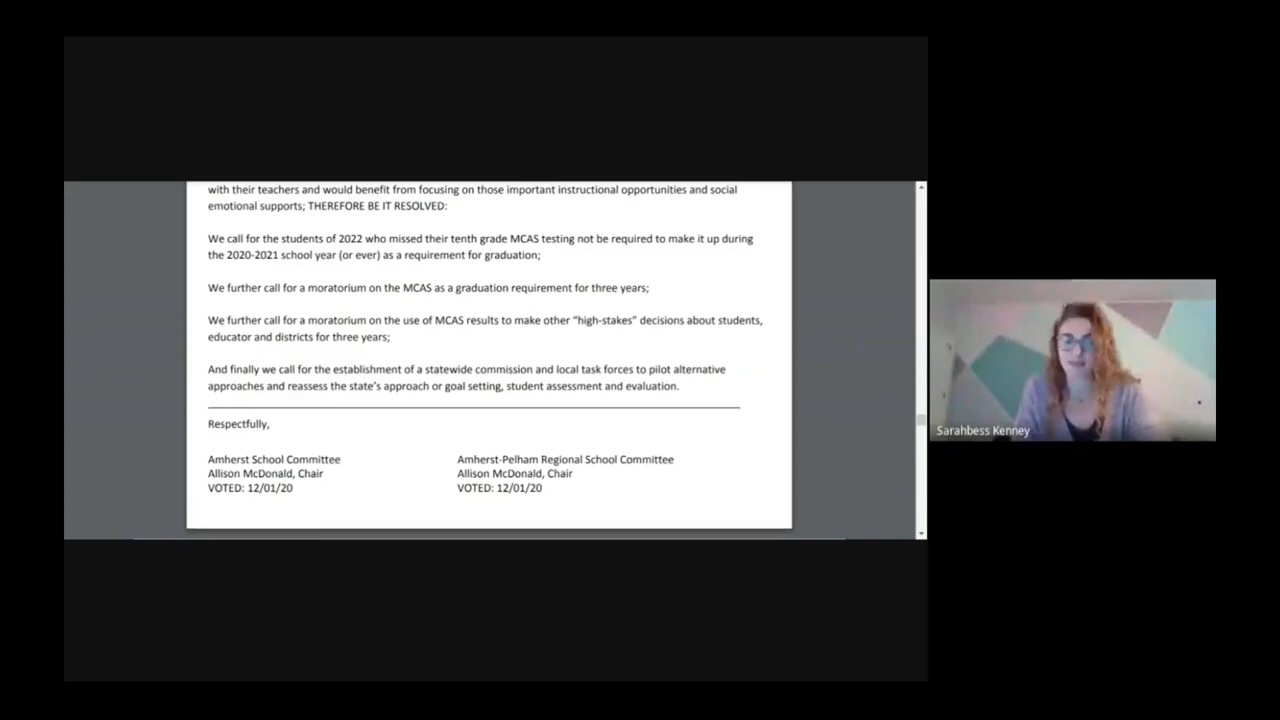 with their teachers and would benefit from focusing on those important instructional opportunities and social
emotional supports; THEREFORE BE IT RESOLVED:
We call for the students of 2022 who missed their tenth grade MCAS testing not be required to make it up during
the 2020-2021 school year (or ever) as a requirement for graduation;
We further call for a moratorium on the MCAS as a graduation requirement for three years;
We further call for a moratorium on the use of MCAS results to make other “high-stakes” decisions about students,
educator and districts for three years;
And finally we call for the establishment of a statewide commission and local task forces to pilot alternative
approaches and reassess the state’s approach or goal setting, student assessment and evaluation.
Respectfully,
Amherst School Committee
Allison McDonald, Chair
VOTED: 12/01/20
Amherst-Pelham Regional School Committee
Allison McDonald, Chair
VOTED: 12/01/20
Sarahbess Kenney